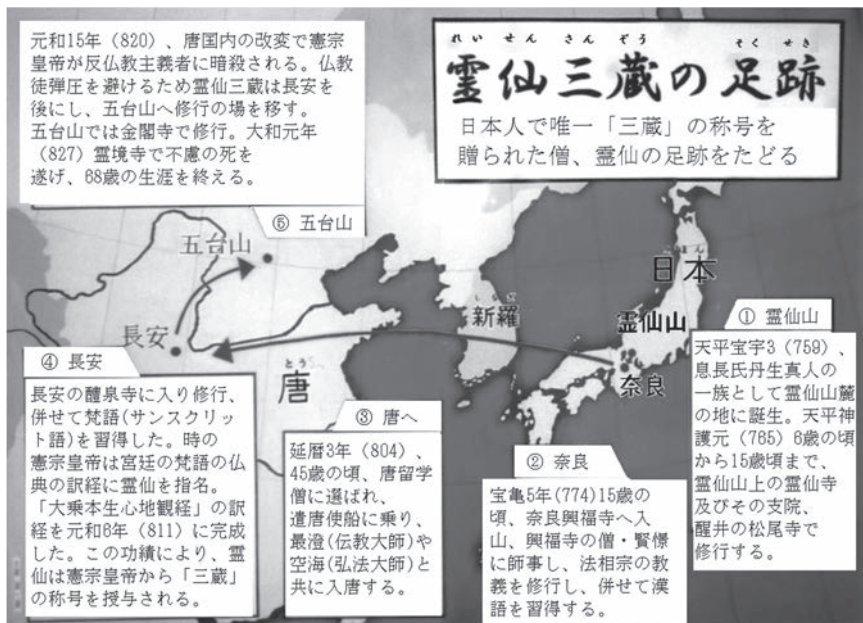 れいせんさんぞう そくせき
霊仙三蔵の足跡
日本人で唯一「三蔵」の称号を
贈られた僧、霊仙の足跡をたどる
元和15年（820）、唐国内の改変で憲宗
皇帝が反仏教主義者に暗殺される。仏教
徒弾圧を避けるため霊仙三蔵は長安を
後にし、五台山へ修行の場を移す。
五台山では金閣寺で修行。大和元年
（827）霊境寺で不慮の死を
遂げ、68歳の生涯を終える。
⑤ 五台山
五台山
長安
とう
唐
新羅
日本
霊仙山
奈良
① 霊仙山
天平宝宇3（759）、
息長氏丹生真人の
一族として霊仙山麓
の地に誕生。天平神
護元（765）6歳の頃
から15歳頃まで、
霊仙山上の霊仙寺
及びその支院、
醒井の松尾寺で
修行する。
② 奈良
宝亀5年(774)15歳の
頃、奈良興福寺へ入
山、興福寺の僧・賢憬
に師事し、法相宗の教
義を修行し、併せて漢
語を習得する。
③ 唐へ
延暦3年（804）、
45歳の頃、唐留学
僧に選ばれ、
遣唐使船に乗り、
最澄(伝教大師)や
空海(弘法大師)と
共に入唐する。
④ 長安
長安の醴泉寺に入り修行、
併せて梵語(サンスクリッ
ト語)を習得した。時の
憲宗皇帝は宮廷の梵語の仏
典の訳経に霊仙を指名。
「大乗本生心地観経」の訳
経を元和6年（811）に完成
した。この功績により、霊
仙は憲宗皇帝から「三蔵」
の称号を授与される。